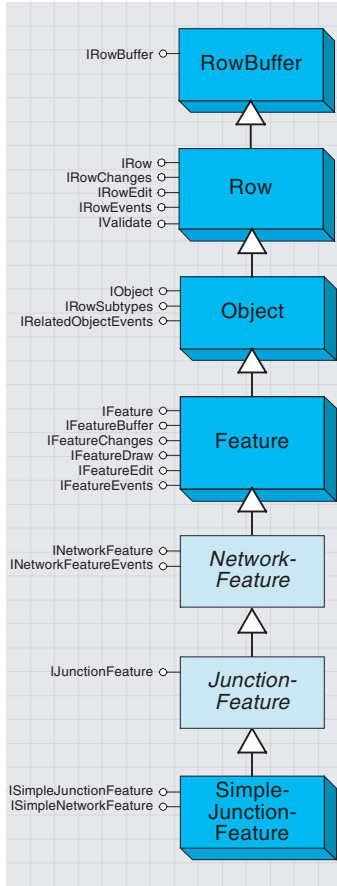 IRowBuffer
RowBuffer
IRow
IRowChanges
IRowEdit
IRowEvents
IValidate
Row
IObject
IRowSubtypes
IRelatedObjectEvents
Object
IFeature
IFeatureBuffer
IFeatureChanges
IFeatureDraw
IFeatureEdit
IFeatureEvents
Feature
INetworkFeature
INetworkFeatureEvents
Network-
Feature
IJunctionFeature
Junction-
Feature
ISimpleJunctionFeature
ISimpleNetworkFeature
Simple-
Junction-
Feature